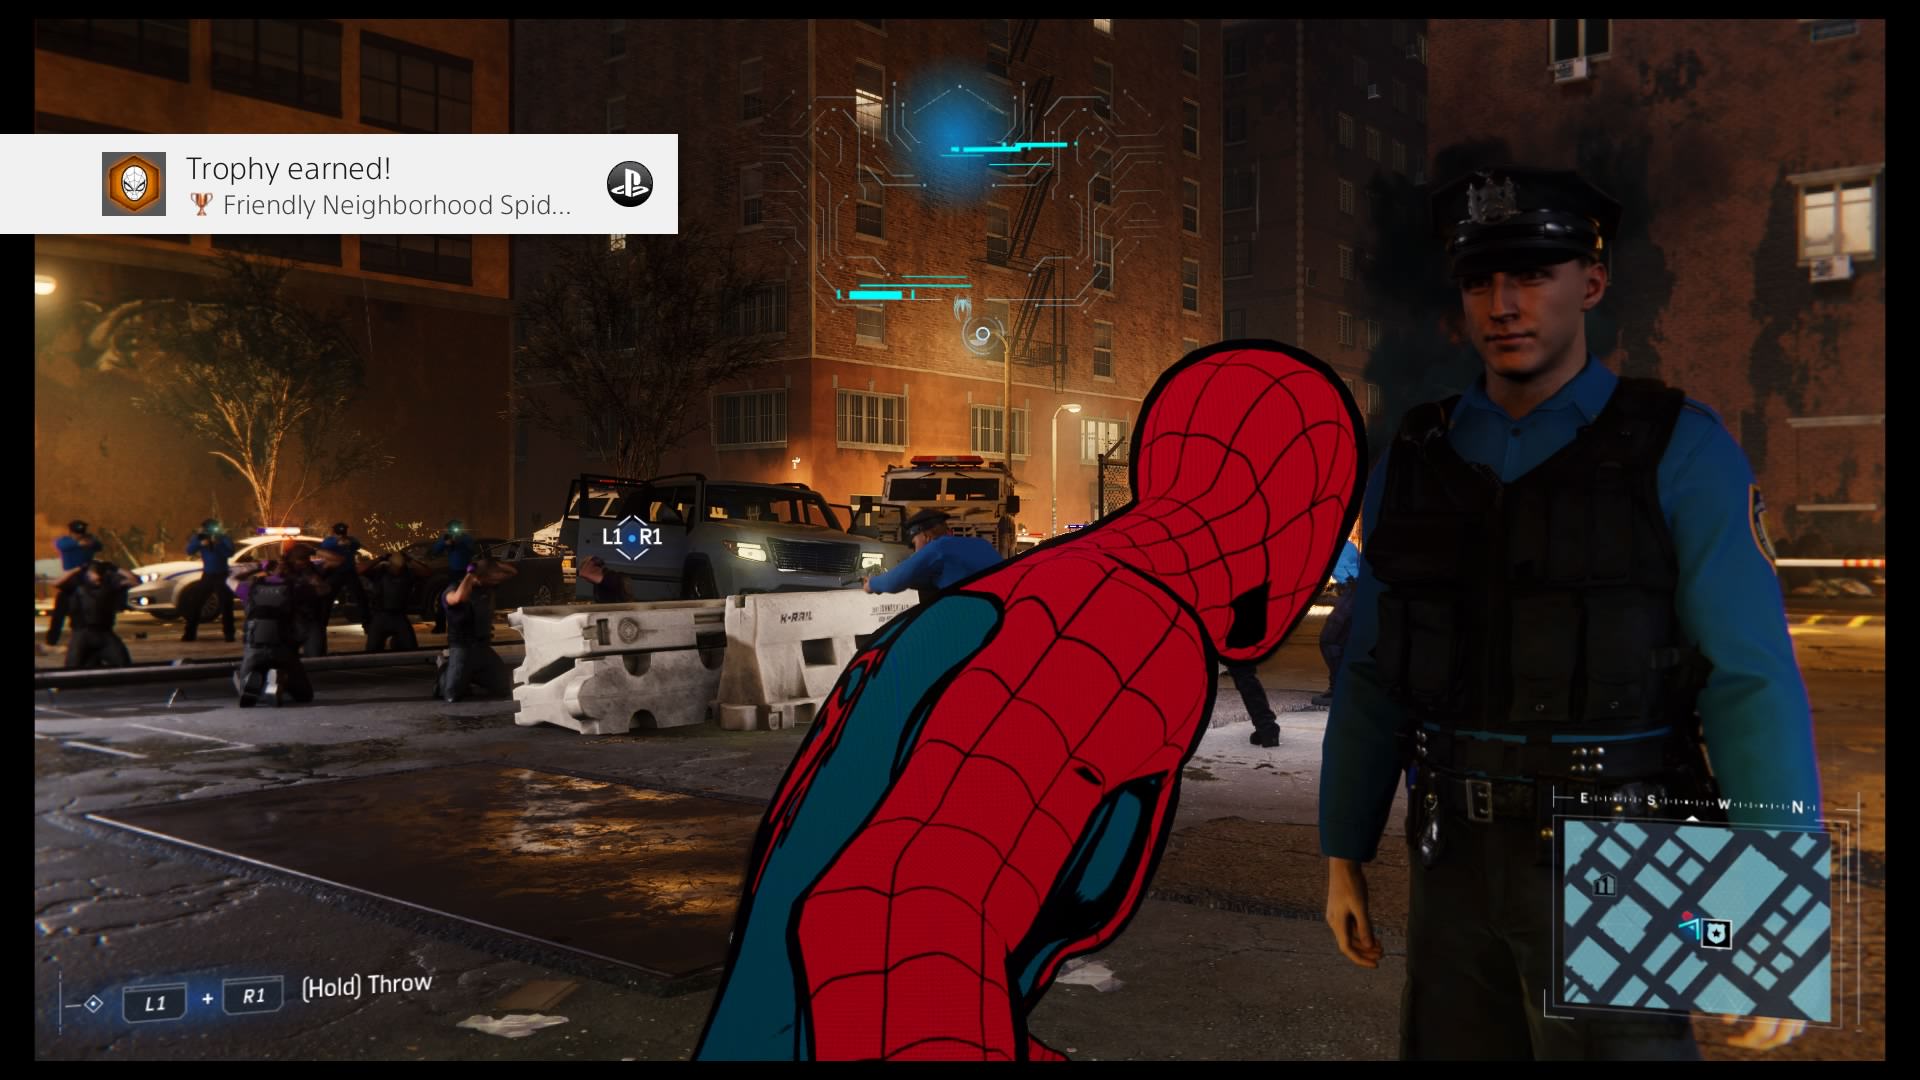 Trophy earned!
Friendly Neighborhood Spid...
L1 R1
K-RAIL
L1 + R1 (Hold) Throw
E S W N